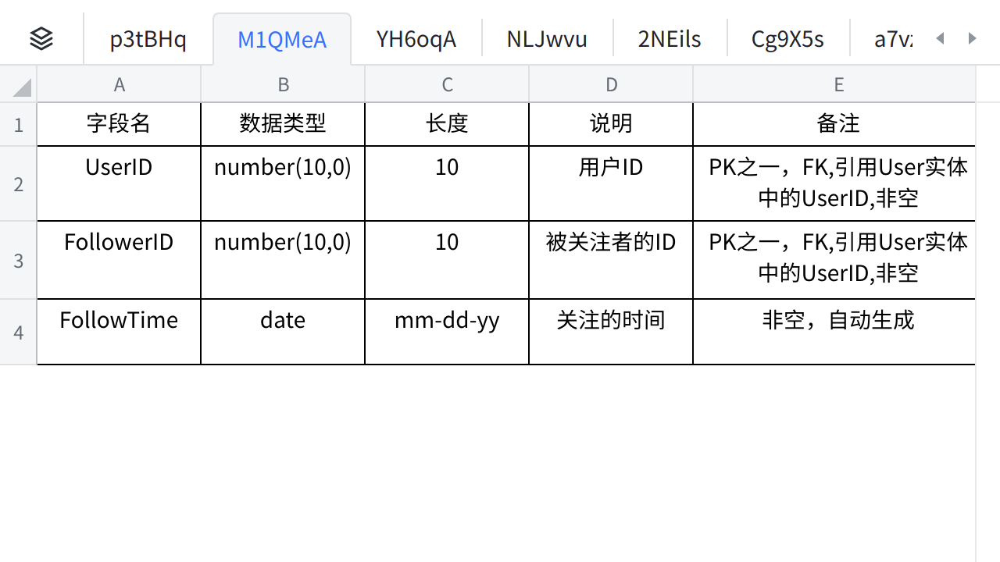 p3tBHq M1QMeA YH6oqA NLJwvu 2NEils Cg9X5s
A B C D E
1 字段名 数据类型 长度 说明 备注
2 UserID number(10,0) 10 用户ID PK之一，FK,引用User实体
中的UserID,非空
3 FollowerID number(10,0) 10 被关注者的ID PK之一，FK,引用User实体
中的UserID,非空
4 FollowTime date mm-dd-yy 关注的时间 非空，自动生成